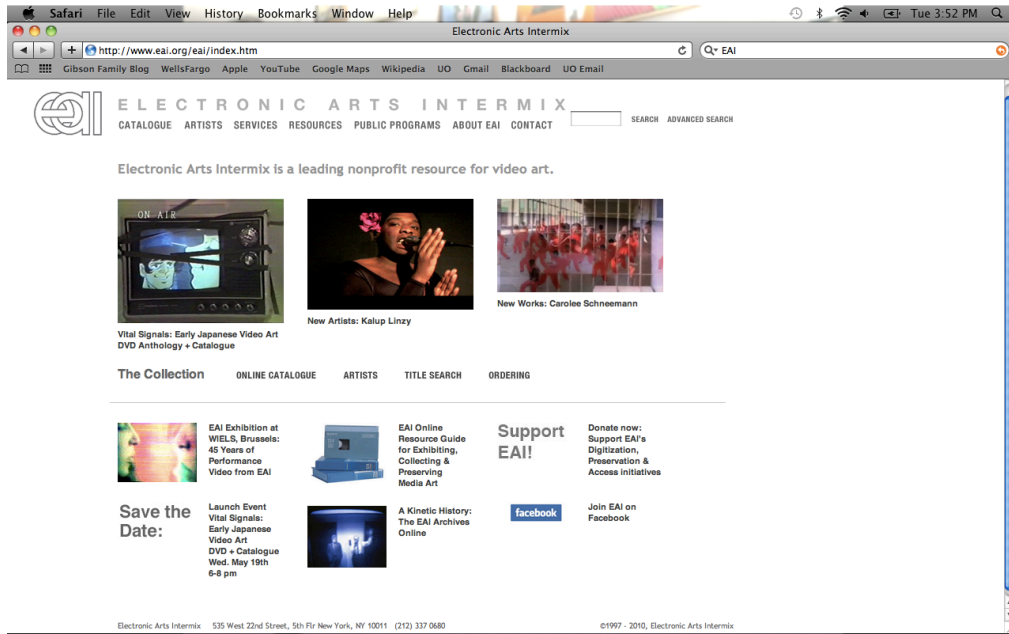 Safari File Edit View History Bookmarks Window Help
Tue 3:52 PM
Electronic Arts Intermix
http://www.eai.org/eai/index.htm
EAI
Gibson Family Blog WellsFargo Apple YouTube Google Maps Wikipedia UO Gmail Blackboard UO Email
eai
ELECTRONIC ARTS INTERMIX
CATALOGUE ARTISTS SERVICES RESOURCES PUBLIC PROGRAMS ABOUT EAI CONTACT
SEARCH ADVANCED SEARCH
Electronic Arts Intermix is a leading nonprofit resource for video art.
ON AIR
Vital Signals: Early Japanese Video Art
DVD Anthology + Catalogue
New Artists: Kalup Linzy
New Works: Carolee Schneemann
The Collection ONLINE CATALOGUE ARTISTS TITLE SEARCH ORDERING
EAI Exhibition at
WIELS, Brussels:
45 Years of
Performance
Video from EAI
EAI Online
Resource Guide
for Exhibiting,
Collecting &
Preserving
Media Art
Support
EAI!
Donate now:
Support EAI's
Digitization,
Preservation &
Access initiatives
Save the
Date:
Launch Event
Vital Signals:
Early Japanese
Video Art
DVD + Catalogue
Wed. May 19th
6-8 pm
A Kinetic History:
The EAI Archives
Online
facebook
Join EAI on
Facebook
Electronic Arts Intermix 535 West 22nd Street, 5th Flr New York, NY 10011 (212) 337 0680
©1997 - 2010, Electronic Arts Intermix